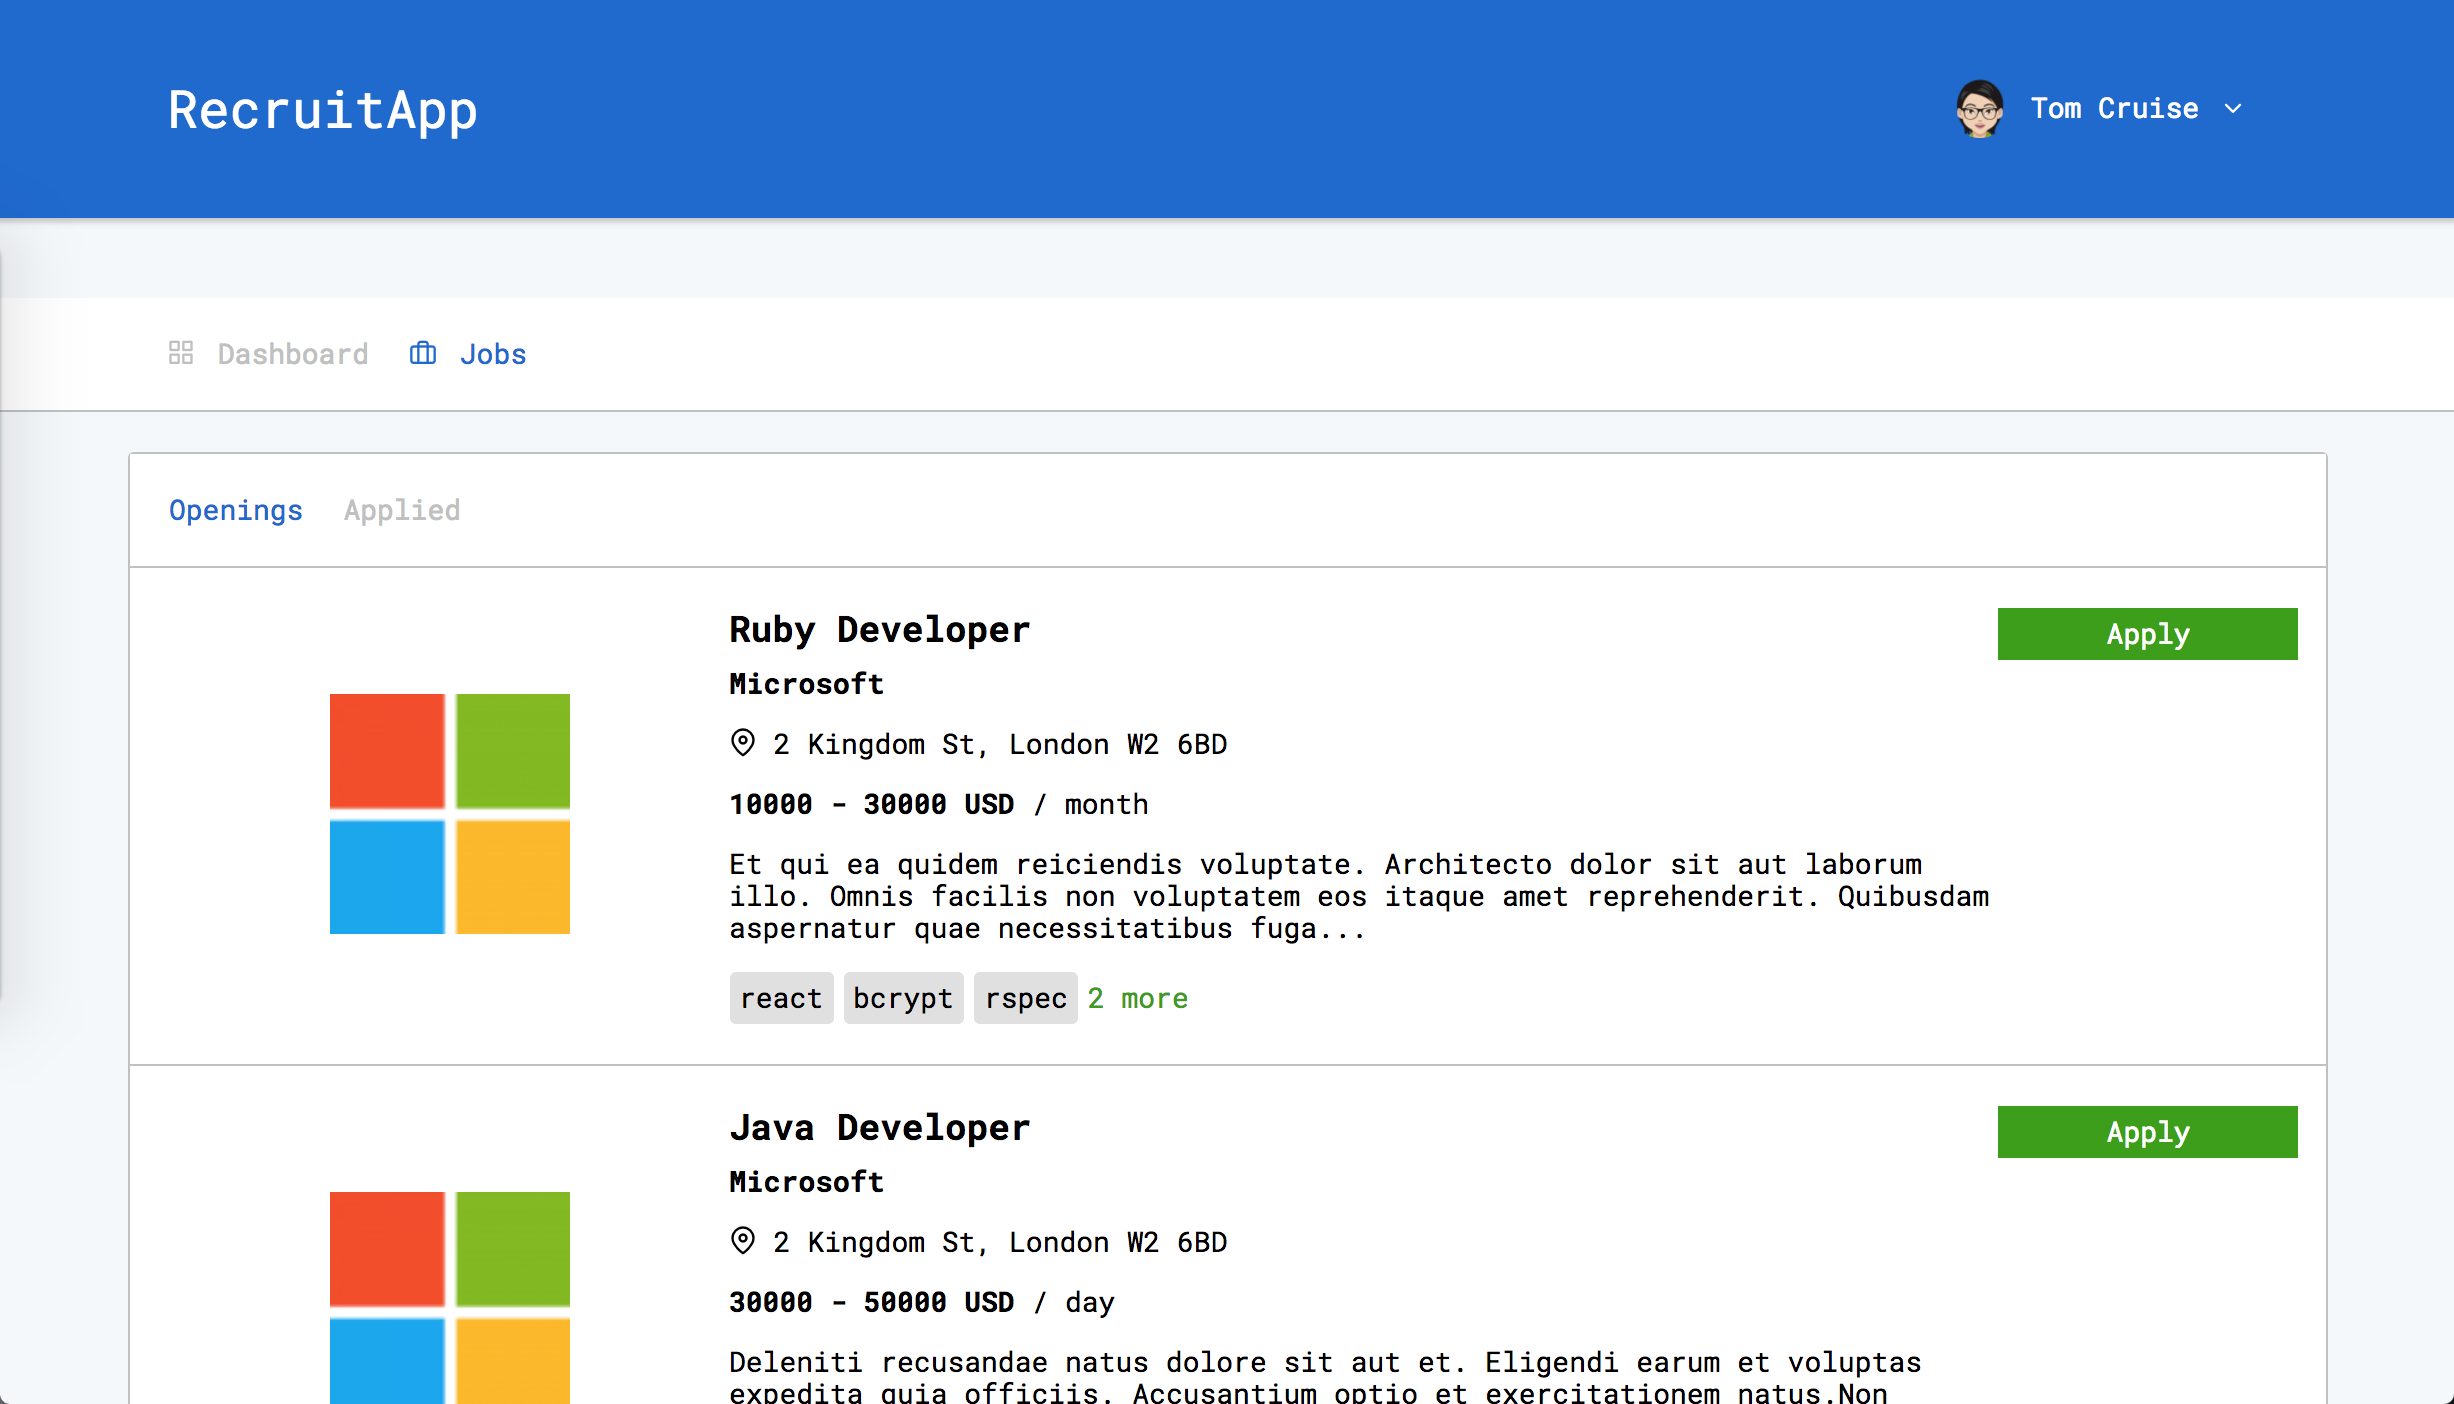 RecruitApp
Tom Cruise
Dashboard Jobs
Openings Applied
Ruby Developer
Apply
Microsoft
2 Kingdom St, London W2 6BD
10000 - 30000 USD / month
Et qui ea quidem reiciendis voluptate. Architecto dolor sit aut laborum
illo. Omnis facilis non voluptatem eos itaque amet reprehenderit. Quibusdam
aspernatur quae necessitatibus fuga...
react bcrypt rspec 2 more
Java Developer
Apply
Microsoft
2 Kingdom St, London W2 6BD
30000 - 50000 USD / day
Deleniti recusandae natus dolore sit aut et. Eligendi earum et voluptas
expedita quia officiis. Accusantium optio et exercitationem natus.Non